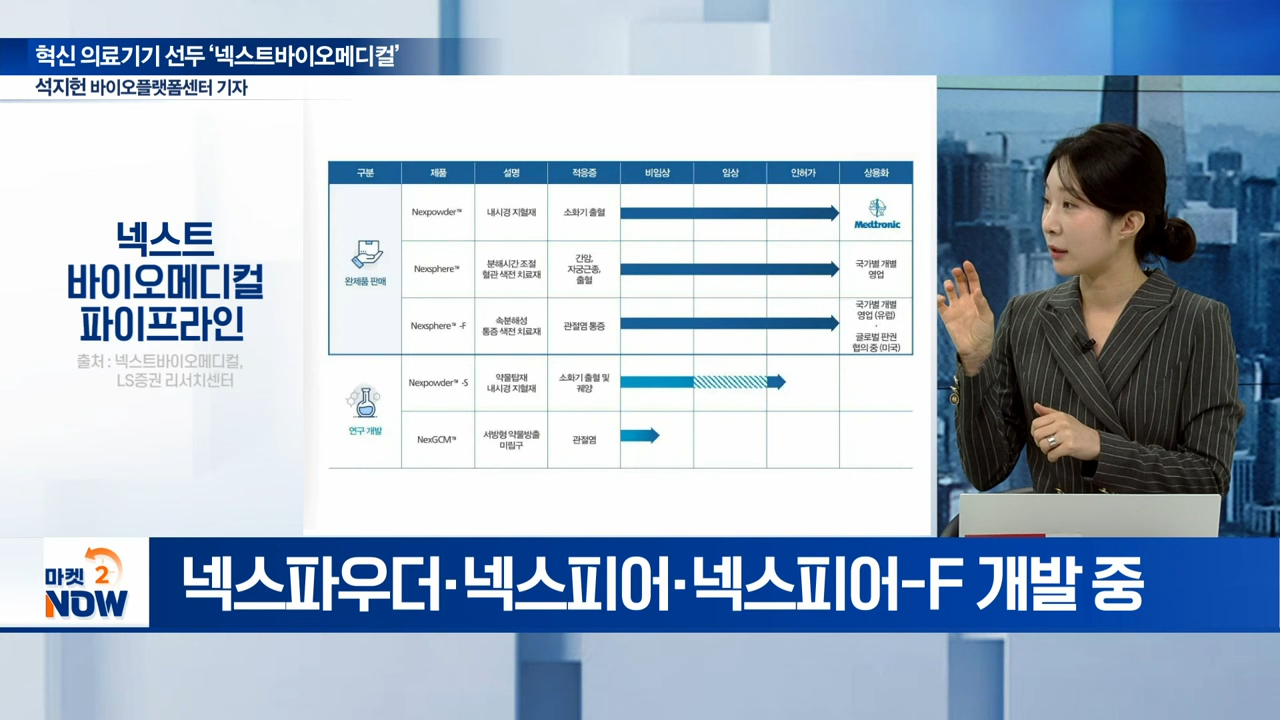 혁신 의료기기 선두 ‘넥스트바이오메디컬’
석지헌 바이오플랫폼센터 기자
넥스트
바이오메디컬
파이프라인
출처 : 넥스트바이오메디컬,
LS증권 리서치센터
구분 제품 설명 적응증 비임상 임상 인허가 상용화
완제품 판매
Nexpowder™ 내시경 지혈재 소화기 출혈 Medtronic
Nexsphere™
분해시간 조절
혈관 색전 치료재
간암,
자궁근종,
출혈
국가별 개별
영업
Nexsphere™ -F
속분해성
통증 색전 치료재
관절염 통증
국가별 개별
영업 (유럽)
·
글로벌 판권
협의 중 (미국)
연구 개발
Nexpowder™ -S
약물탑재
내시경 지혈재
소화기 출혈 및
궤양
NexGCM™
서방형 약물방출
미립구
관절염
마켓 2
NOW
넥스파우더·넥스피어·넥스피어-F 개발 중